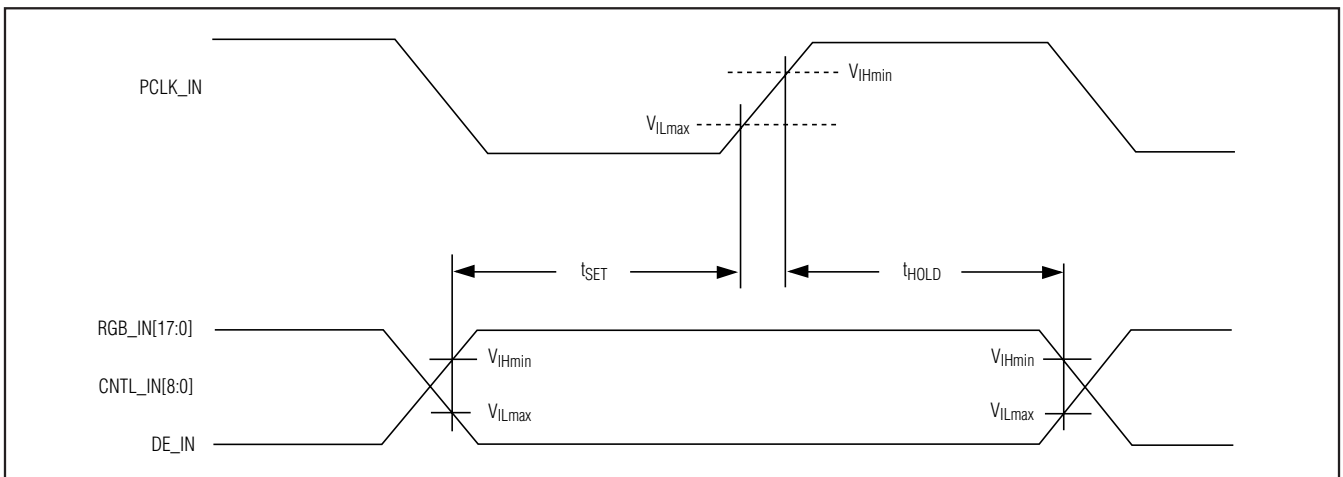 PCLK_IN
VIHmin
VILmax
tSET
tHOLD
RGB_IN[17:0]
VIHmin
VIHmin
CNTL_IN[8:0]
VILmax
VILmax
DE_IN